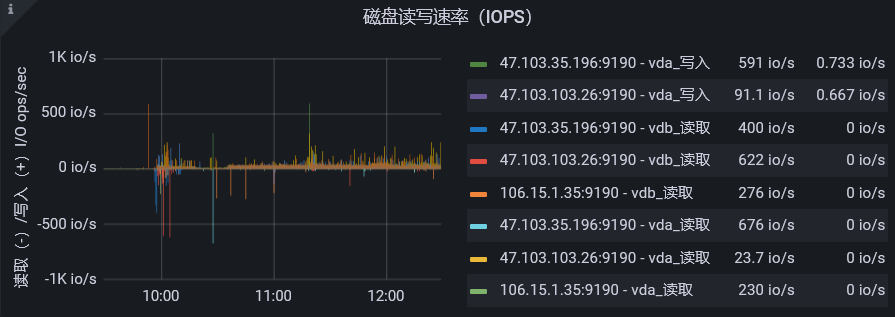 磁盘读写速率（IOPS）
读取（-）/写入（+）I/O ops/sec
1K io/s
500 io/s
0 io/s
-500 io/s
-1K io/s
10:00 11:00 12:00
47.103.35.196:9190 - vda_写入 591 io/s 0.733 io/s
47.103.103.26:9190 - vda_写入 91.1 io/s 0.667 io/s
47.103.35.196:9190 - vdb_读取 400 io/s 0 io/s
47.103.103.26:9190 - vdb_读取 622 io/s 0 io/s
106.15.1.35:9190 - vdb_读取 276 io/s 0 io/s
47.103.35.196:9190 - vda_读取 676 io/s 0 io/s
47.103.103.26:9190 - vda_读取 23.7 io/s 0 io/s
106.15.1.35:9190 - vda_读取 230 io/s 0 io/s